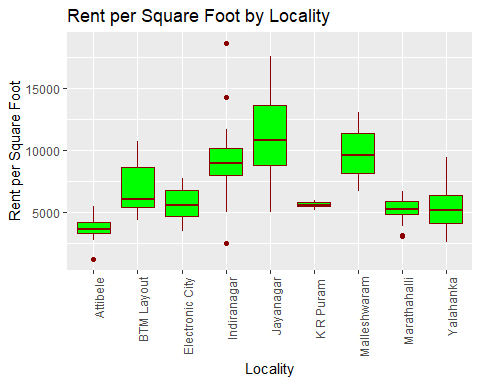 Rent per Square Foot by Locality
Rent per Square Foot
15000
10000
5000
Attibele
BTM Layout
Electronic City
Indiranagar
Jayanagar
K R Puram
Malleshwaram
Marathahalli
Yalahanka
Locality